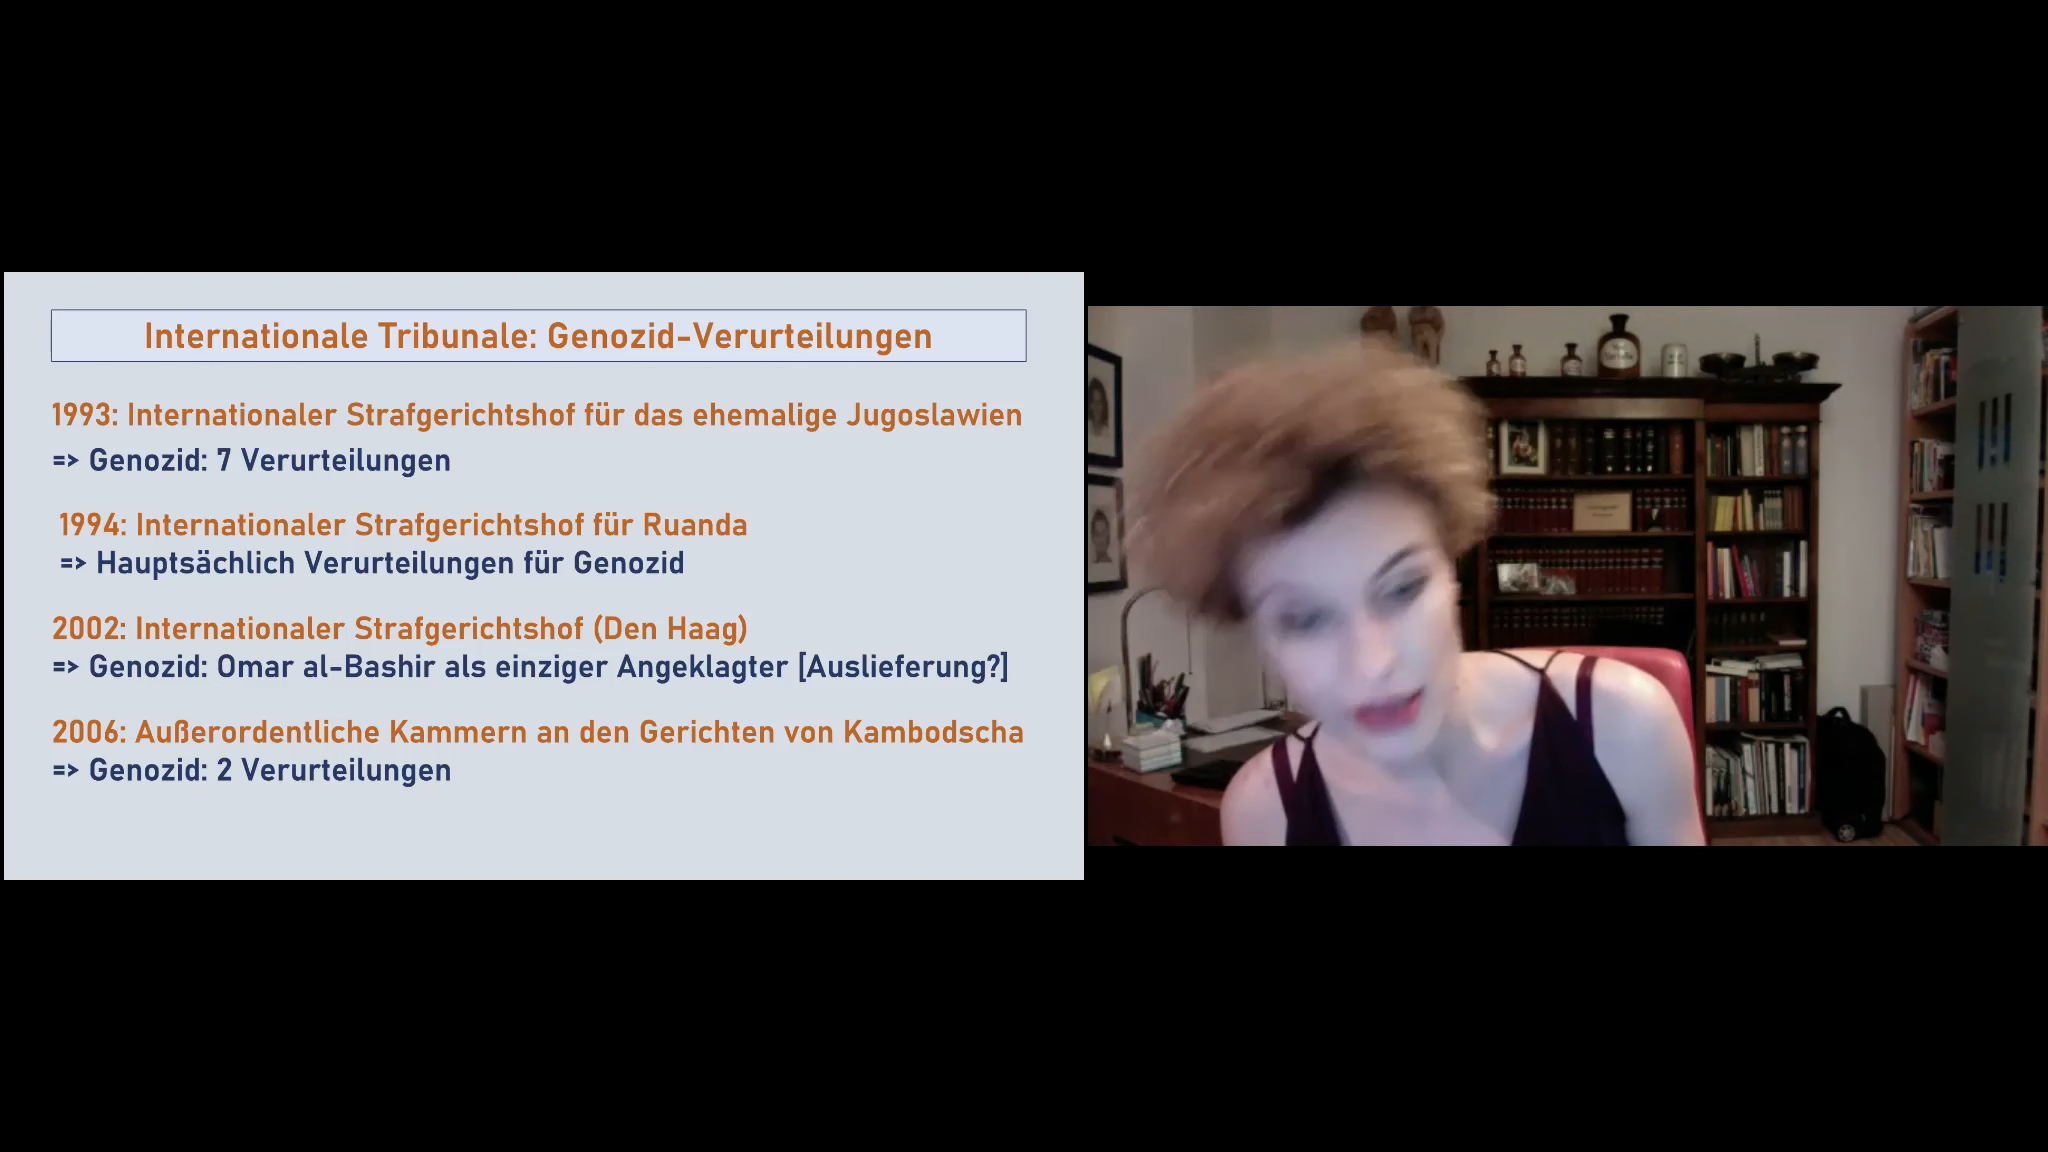 Internationale Tribunale: Genozid-Verurteilungen
1993: Internationaler Strafgerichtshof für das ehemalige Jugoslawien
=> Genozid: 7 Verurteilungen
1994: Internationaler Strafgerichtshof für Ruanda
=> Hauptsächlich Verurteilungen für Genozid
2002: Internationaler Strafgerichtshof (Den Haag)
=> Genozid: Omar al-Bashir als einziger Angeklagter [Auslieferung?]
2006: Außerordentliche Kammern an den Gerichten von Kambodscha
=> Genozid: 2 Verurteilungen